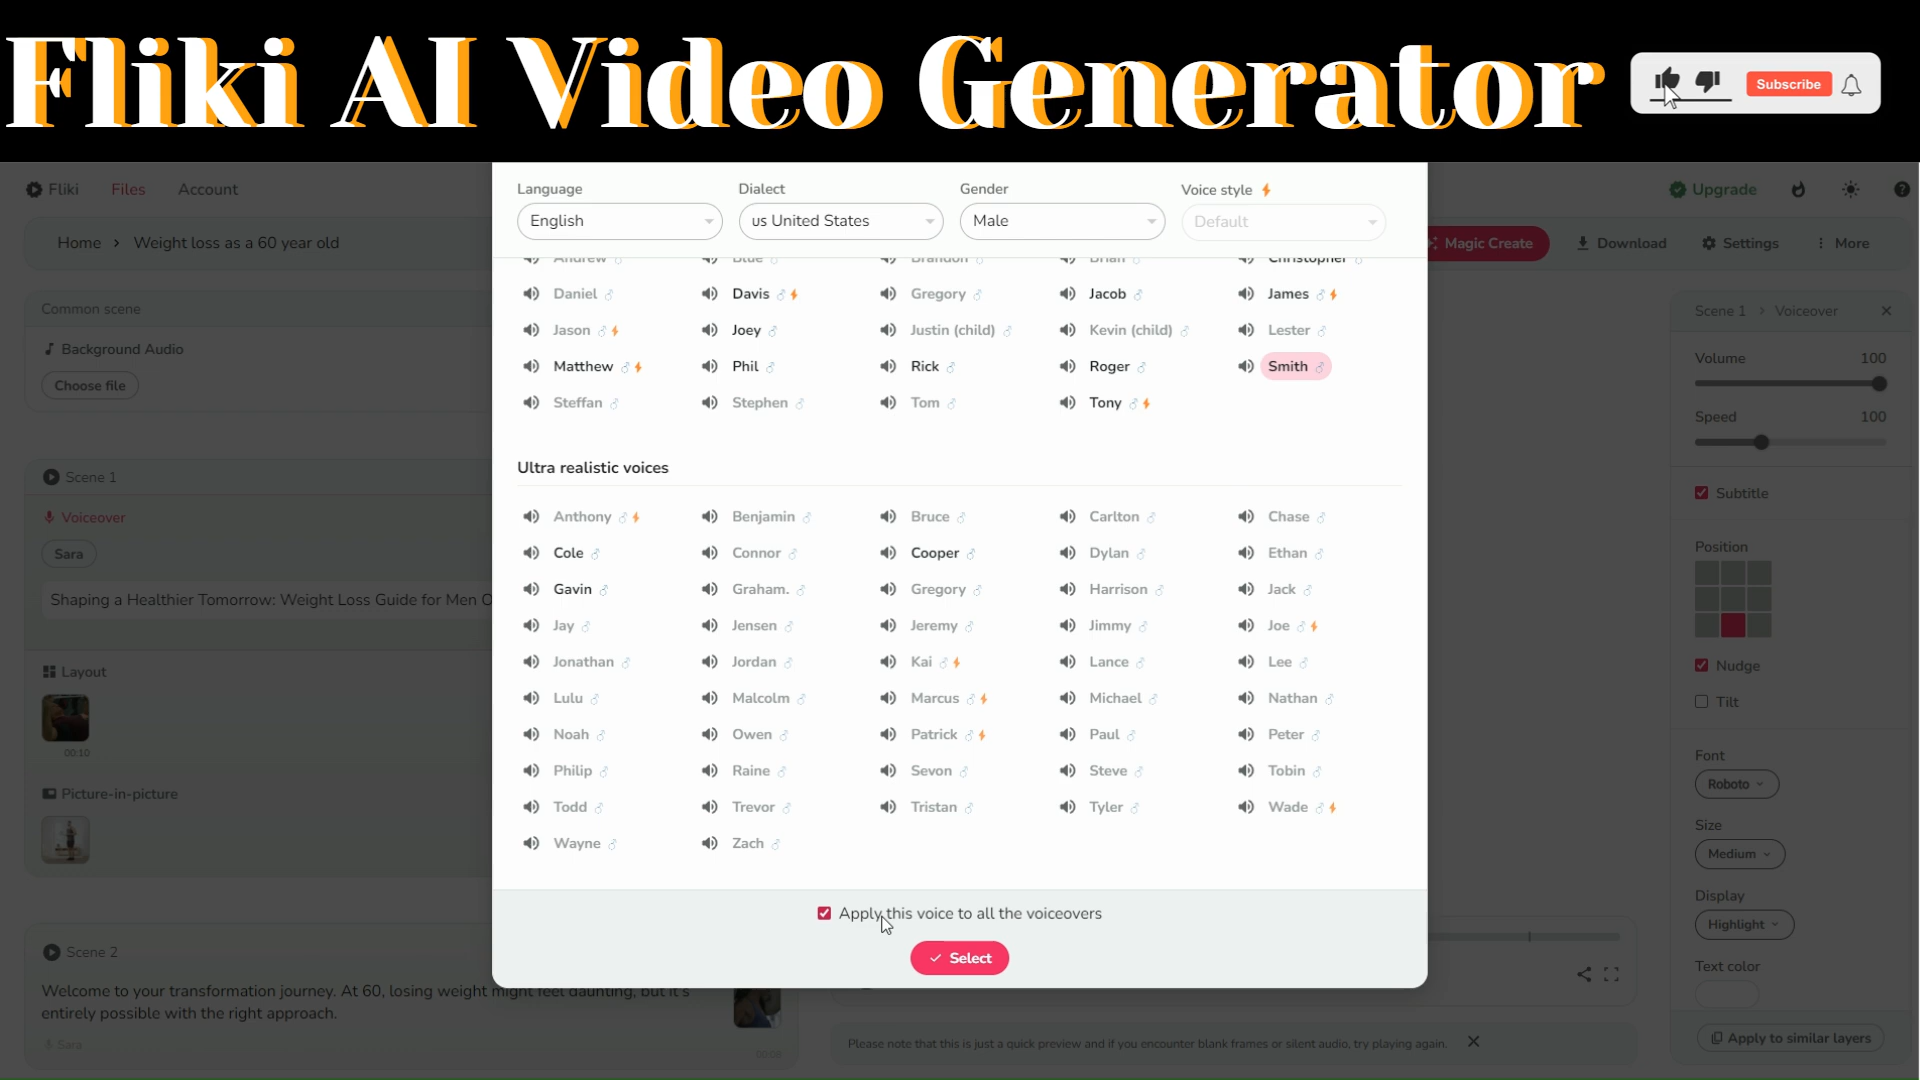 Fliki AI Video Generator
Subscribe
Fliki Files Account
Upgrade
Home Weight loss as a 60 year old
Magic Create Download Settings More
Language Dialect Gender Voice style
English us United States Male Default
Andrew Blue Brandon Brian Christopher
Daniel Davis Gregory Jacob James
Jason Joey Justin (child) Kevin (child) Lester
Matthew Phil Rick Roger Smith
Steffan Stephen Tom Tony
Ultra realistic voices
Anthony Benjamin Bruce Carlton Chase
Cole Connor Cooper Dylan Ethan
Gavin Graham. Gregory Harrison Jack
Jay Jensen Jeremy Jimmy Joe
Jonathan Jordan Kai Lance Lee
Lulu Malcolm Marcus Michael Nathan
Noah Owen Patrick Paul Peter
Philip Raine Sevon Steve Tobin
Todd Trevor Tristan Tyler Wade
Wayne Zach
Apply this voice to all the voiceovers
Select
Common scene
Background Audio
Choose file
Scene 1
Voiceover
Sara
Shaping a Healthier Tomorrow: Weight Loss Guide for Men O
Layout
00:10
Picture-in-picture
Scene 2
Welcome to your transformation journey. At 60, losing weight might feel daunting, but it's
entirely possible with the right approach.
Sara
Please note that this is just a quick preview and if you encounter blank frames or silent audio, try playing again.
Scene 1 > Voiceover
Volume 100
Speed 100
Subtitle
Position
Nudge
Tilt
Font
Roboto
Size
Medium
Display
Highlight
Text color
Apply to similar layers